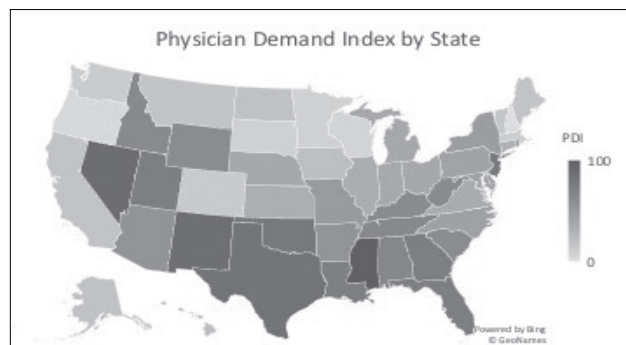 Physician Demand Index by State
PDI
100
0
Powered by Bing
© GeoNames